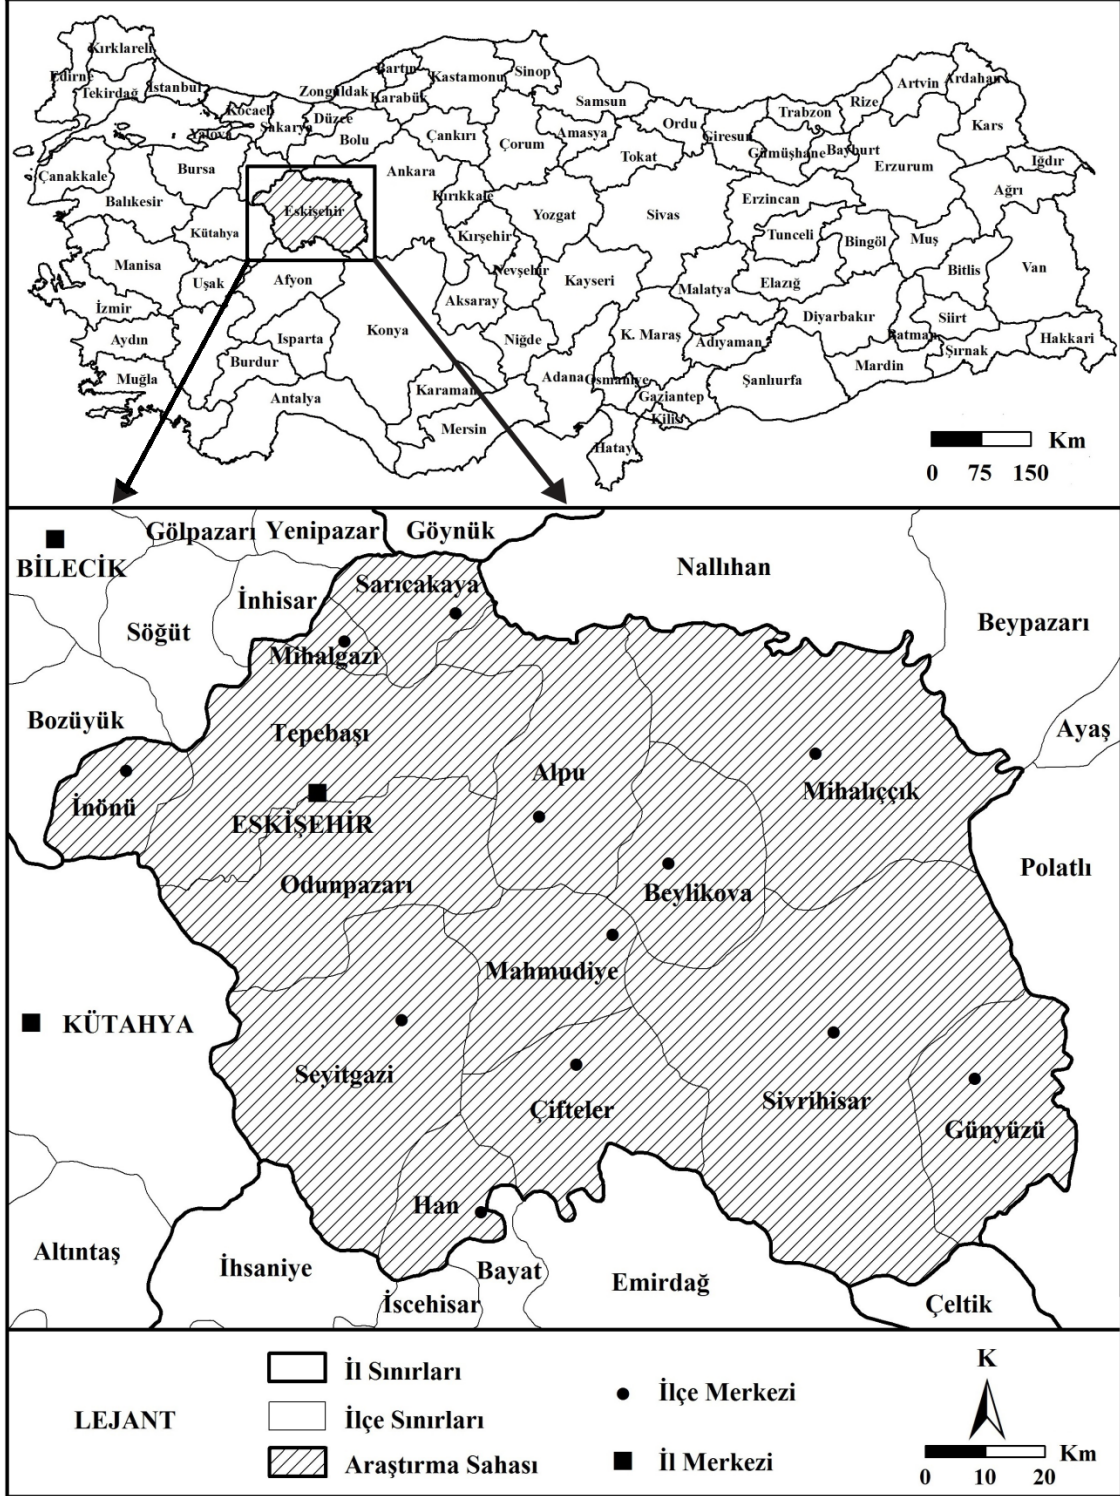 Kırklareli
Edirne
Tekirdağ
İstanbul
Kocaeli
Yalova
Sakarya
Düzce
Zonguldak
Bartın
Karabük
Kastamonu
Sinop
Bolu
Çankırı
Samsun
Amasya
Çorum
Ordu
Tokat
Giresun
Trabzon
Gümüşhane
Bayburt
Rize
Artvin
Ardahan
Kars
Erzurum
Iğdır
Ağrı
Çanakkale
Bursa
Balıkesir
Eskişehir
Ankara
Kırıkkale
Yozgat
Sivas
Erzincan
Tunceli
Bingöl
Muş
Kütahya
Kırşehir
Manisa
Uşak
Afyon
Nevşehir
Kayseri
Malatya
Elazığ
Bitlis
Van
İzmir
Aksaray
Konya
Diyarbakır
Siirt
Batman
Şırnak
Hakkari
Aydın
Isparta
Niğde
K. Maraş
Adıyaman
Mardin
Muğla
Burdur
Antalya
Karaman
Mersin
Adana
Osmaniye
Gaziantep
Kilis
Şanlıurfa
Hatay
Km
0 75 150
Gölpazarı
Yenipazar
Göynük
BİLECİK
Nallıhan
Sarıcakaya
İnhisar
Söğüt
Beypazarı
Mihalgazi
Bozüyük
Tepebaşı
Ayaş
Alpu
Mihalıççık
İnönü
ESKİŞEHİR
Polatlı
Odunpazarı
Beylikova
Mahmudiye
KÜTAHYA
Seyitgazi
Çifteler
Sivrihisar
Günyüzü
Han
Altıntaş
İhsaniye
Bayat
Emirdağ
İscehisar
Çeltik
LEJANT
İl Sınırları
İlçe Sınırları
Araştırma Sahası
İlçe Merkezi
İl Merkezi
K
Km
0 10 20